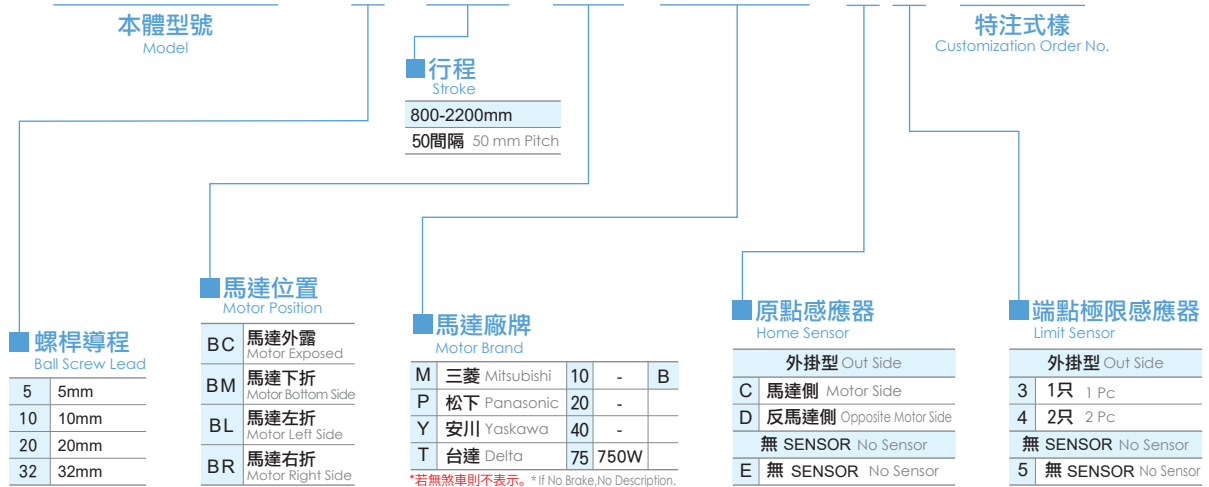 本體型號
Model
特注式樣
Customization Order No.
■行程
Stroke
800-2200mm
50間隔 50 mm Pitch
■螺桿導程
Ball Screw Lead
5 5mm
10 10mm
20 20mm
32 32mm
■馬達位置
Motor Position
BC 馬達外露
Motor Exposed
BM 馬達下折
Motor Bottom Side
BL 馬達左折
Motor Left Side
BR 馬達右折
Motor Right Side
■馬達廠牌
Motor Brand
M 三菱 Mitsubishi 10 - B
P 松下 Panasonic 20 -
Y 安川 Yaskawa 40 -
T 台達 Delta 75 750W
*若無煞車則不表示。* If No Brake,No Description.
■原點感應器
Home Sensor
外掛型 Out Side
C 馬達側 Motor Side
D 反馬達側 Opposite Motor Side
無 SENSOR No Sensor
E 無 SENSOR No Sensor
■端點極限感應器
Limit Sensor
外掛型 Out Side
3 1只 1 Pc
4 2只 2 Pc
無 SENSOR No Sensor
5 無 SENSOR No Sensor